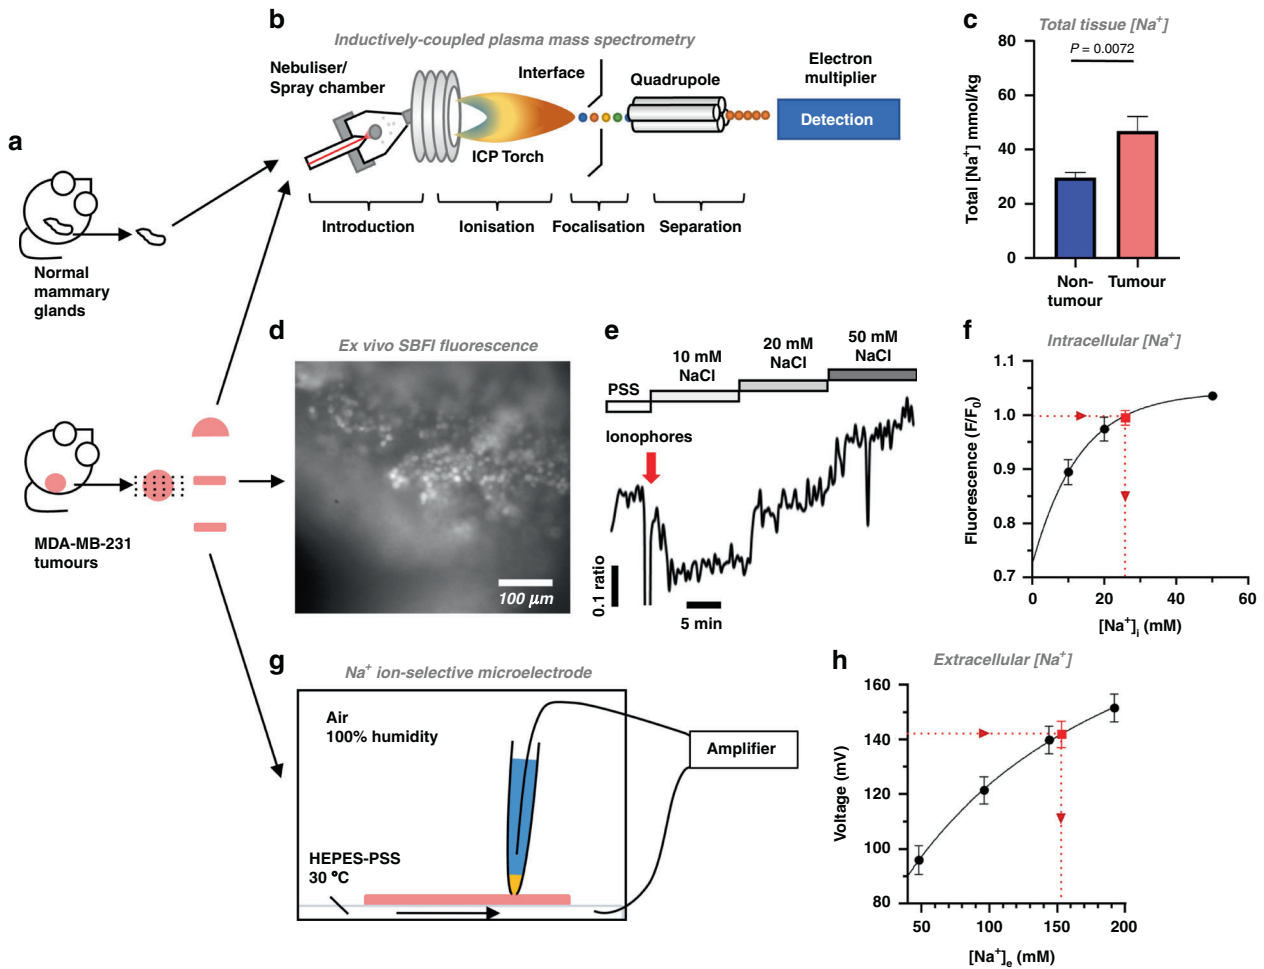 a
Normal
mammary
glands
MDA-MB-231
tumours
b
Inductively-coupled plasma mass spectrometry
Nebuliser/
Spray chamber
Interface
Quadrupole
Electron
multiplier
Detection
ICP Torch
Introduction
Ionisation
Focalisation
Separation
c
Total tissue [Na+]
P = 0.0072
Total [Na+] mmol/kg
80
60
40
20
0
Non-
tumour
Tumour
d
Ex vivo SBFI fluorescence
100 μm
e
PSS
10 mM
NaCl
20 mM
NaCl
50 mM
NaCl
Ionophores
0.1 ratio
5 min
f
Intracellular [Na+]
Fluorescence (F/F0)
1.1
1.0
0.9
0.8
0.7
0
20
40
60
[Na+]i (mM)
g
Na+ ion-selective microelectrode
Air
100% humidity
HEPES-PSS
30 °C
Amplifier
h
Extracellular [Na+]
Voltage (mV)
160
140
120
100
80
50
100
150
200
[Na+]e (mM)